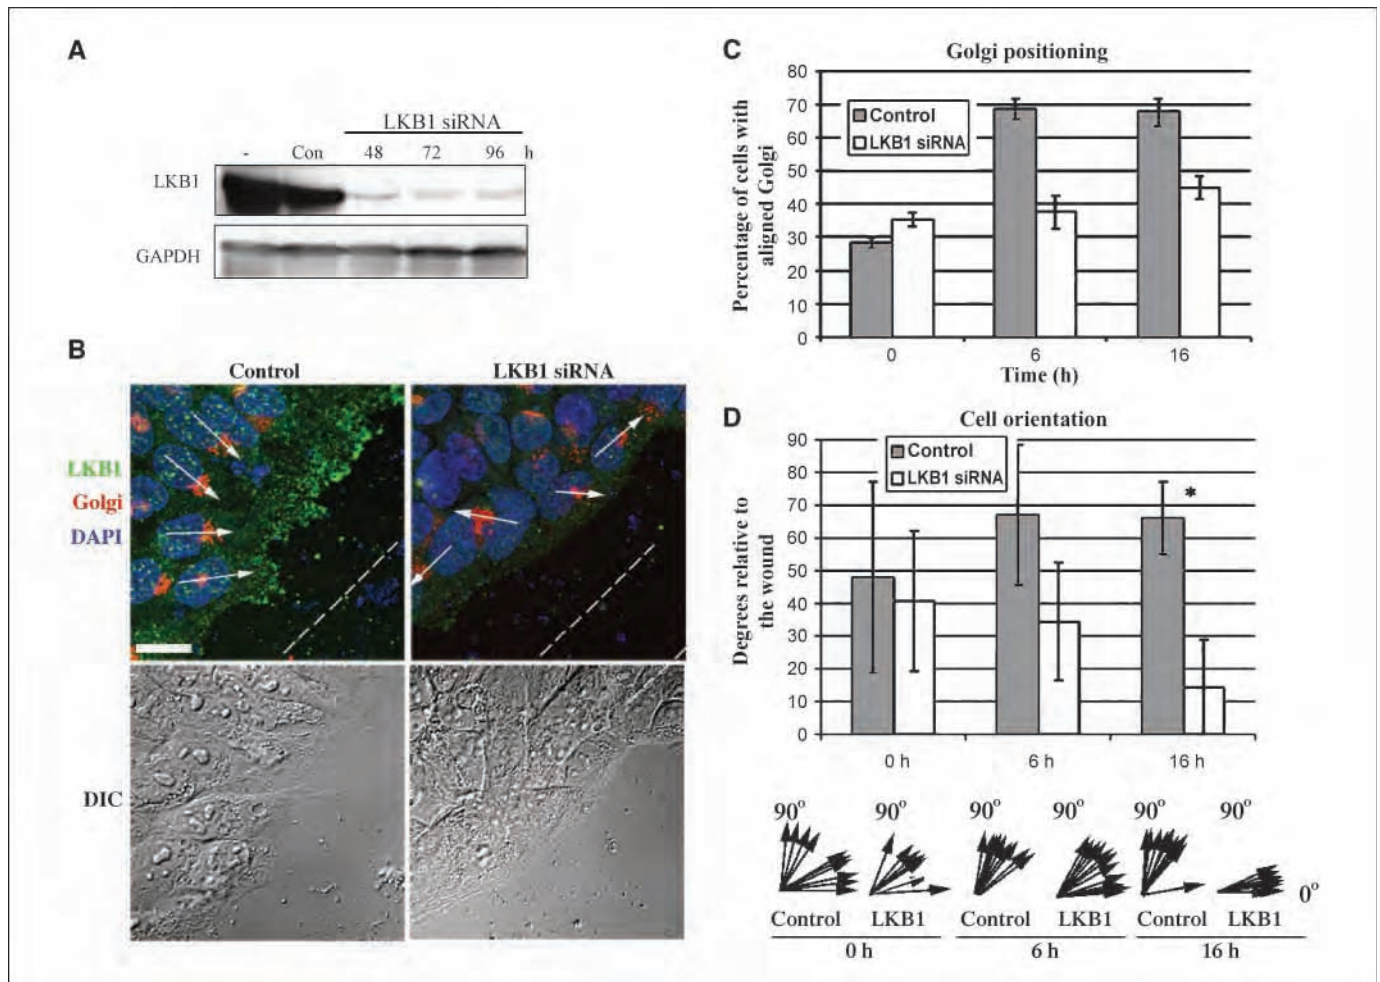 A
LKB1 siRNA
- Con 48 72 96 h
LKB1
GAPDH
B
Control LKB1 siRNA
LKB1
Golgi
DAPI
DIC
C
Golgi positioning
Control
LKB1 siRNA
Percentage of cells with
aligned Golgi
80
70
60
50
40
30
20
10
0
0 6 16
Time (h)
D
Cell orientation
Control
LKB1 siRNA
Degrees relative to
the wound
90
80
70
60
50
40
30
20
10
0
*
0 h 6 h 16 h
90° 90° 90° 90° 90° 90°
0°
Control LKB1 Control LKB1 Control LKB1
0 h 6 h 16 h